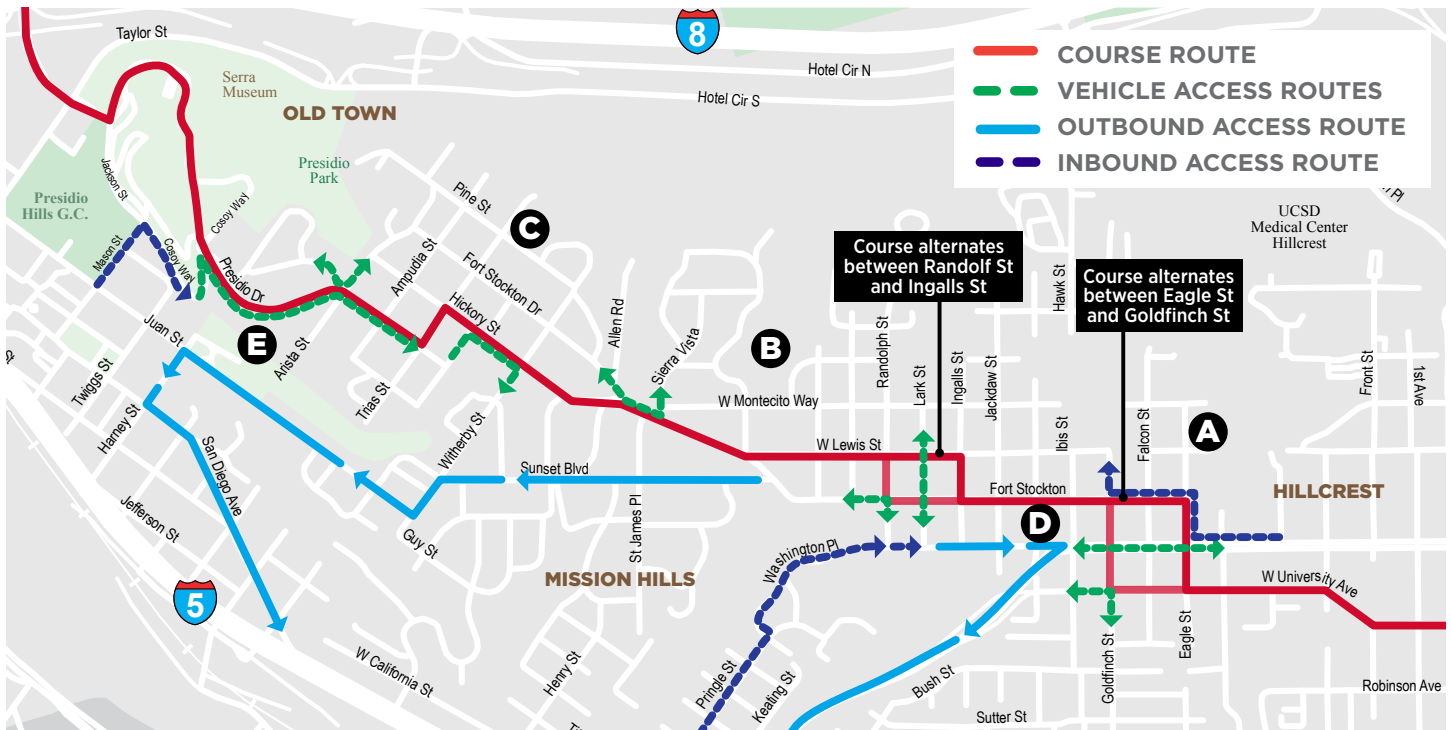 Taylor St
8
Hotel Cir N
Hotel Cir S
COURSE ROUTE
VEHICLE ACCESS ROUTES
OUTBOUND ACCESS ROUTE
INBOUND ACCESS ROUTE
Serra
Museum
OLD TOWN
Presidio
Park
Presidio
Hills G.C.
Jackson St
Cosoy Way
Mason St
Cosoy Way
Presidio Dr
Pine St
C
Ampudia St
Fort Stockton Dr
Hickory St
Allen Rd
Sierra Vista
B
E
Juan St
Arista St
Trias St
Twiggs St
Harney St
San Diego Ave
Witherby St
Guy St
Sunset Blvd
St James Pl
Jefferson St
5
W California St
MISSION HILLS
Henry St
Pringle St
Keating St
Washington Pl
W Montecito Way
W Lewis St
Course alternates
between Randolf St
and Ingalls St
Course alternates
between Eagle St
and Goldfinch St
UCSD
Medical Center
Hillcrest
Pl
Hawk St
Randolph St
Lark St
Ingalls St
Jackdaw St
Ibis St
Falcon St
A
Front St
1st Ave
Fort Stockton
D
HILLCREST
W University Ave
Eagle St
Goldfinch St
Bush St
Sutter St
Robinson Ave
St